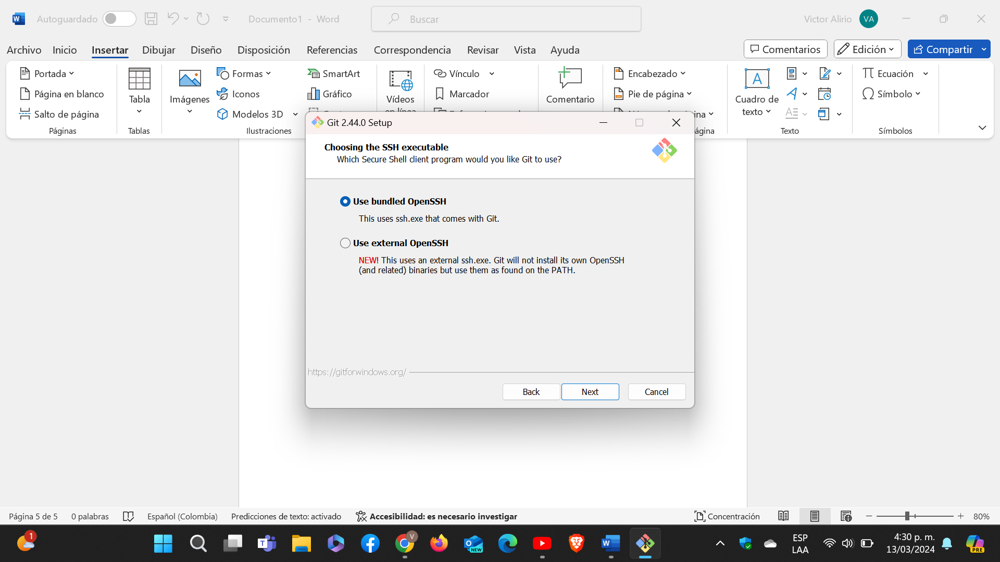 Autoguardado
Documento1 - Word
Buscar
Victor Alirio
VA
Archivo Inicio Insertar Dibujar Diseño Disposición Referencias Correspondencia Revisar Vista Ayuda
Comentarios Edición Compartir
Portada
Página en blanco
Salto de página
Páginas
Tabla
Tablas
Imágenes
Formas
Iconos
Modelos 3D
SmartArt
Gráfico
Ilustraciones
Vídeos
Vínculo
Marcador
Comentario
Encabezado
Pie de página
Cuadro de
texto
Texto
Ecuación
Símbolo
Símbolos
Git 2.44.0 Setup
Choosing the SSH executable
Which Secure Shell client program would you like Git to use?
Use bundled OpenSSH
This uses ssh.exe that comes with Git.
Use external OpenSSH
NEW! This uses an external ssh.exe. Git will not install its own OpenSSH
(and related) binaries but use them as found on the PATH.
https://gitforwindows.org/
Back Next Cancel
Página 5 de 5 0 palabras Español (Colombia) Predicciones de texto: activado Accesibilidad: es necesario investigar Concentración 80%
1
NEW
V
ESP
LAA
4:30 p. m.
13/03/2024
PRE